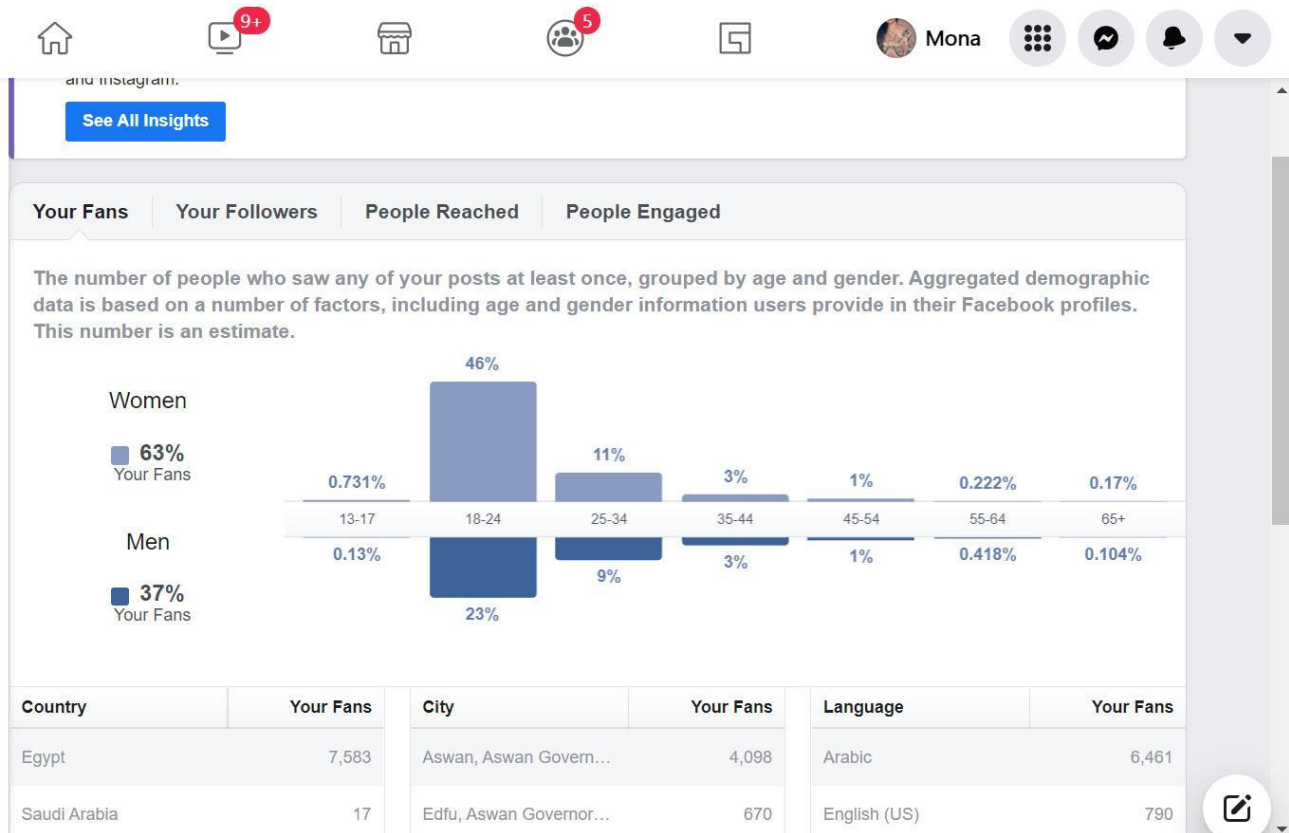 9+
5
Mona
and Instagram.
See All Insights
Your Fans Your Followers People Reached People Engaged
The number of people who saw any of your posts at least once, grouped by age and gender. Aggregated demographic
data is based on a number of factors, including age and gender information users provide in their Facebook profiles.
This number is an estimate.
Women
63%
Your Fans
0.731% 46% 11% 3% 1% 0.222% 0.17%
13-17 18-24 25-34 35-44 45-54 55-64 65+
Men
37%
Your Fans
0.13% 23% 9% 3% 1% 0.418% 0.104%
Country Your Fans City Your Fans Language Your Fans
Egypt 7,583 Aswan, Aswan Govern... 4,098 Arabic 6,461
Saudi Arabia 17 Edfu, Aswan Governor... 670 English (US) 790